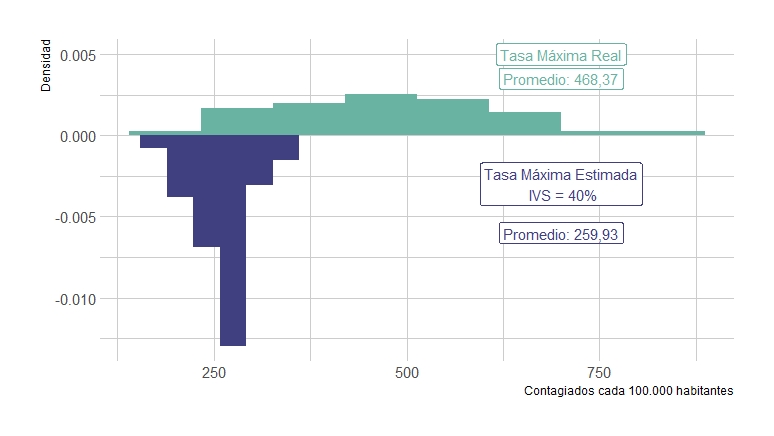 Densidad
0.005
0.000
-0.005
-0.010
Tasa Máxima Real
Promedio: 468,37
Tasa Máxima Estimada
IVS = 40%
Promedio: 259,93
250
500
750
Contagiados cada 100.000 habitantes